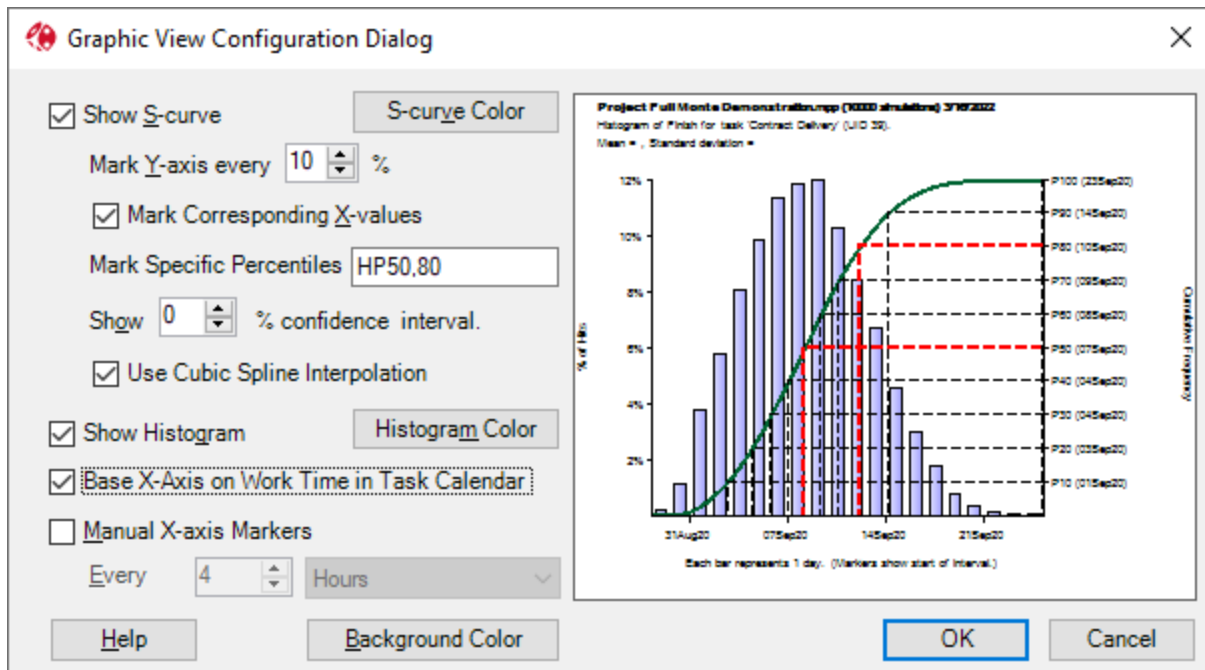 Graphic View Configuration Dialog
Show S-curve
S-curve Color
Mark Y-axis every 10 %
Mark Corresponding X-values
Mark Specific Percentiles HP50,80
Show 0 % confidence interval.
Use Cubic Spline Interpolation
Show Histogram
Histogram Color
Base X-Axis on Work Time in Task Calendar
Manual X-axis Markers
Every 4 Hours
Help
Background Color
OK
Cancel
Project Full Monte Demonstration.mpp (10000 simulations) 3/16/2022
Histogram of Finish for task 'Contract Delivery' (UID 39).
Mean = , Standard deviation =
12%
10%
8%
6%
4%
2%
% of Hits
P100 (23Sep20)
P90 (14Sep20)
P80 (10Sep20)
P70 (09Sep20)
P60 (08Sep20)
P50 (07Sep20)
P40 (04Sep20)
P30 (04Sep20)
P20 (03Sep20)
P10 (01Sep20)
Cumulative Frequency
31Aug20
07Sep20
14Sep20
21Sep20
Each bar represents 1 day. (Markers show start of interval.)